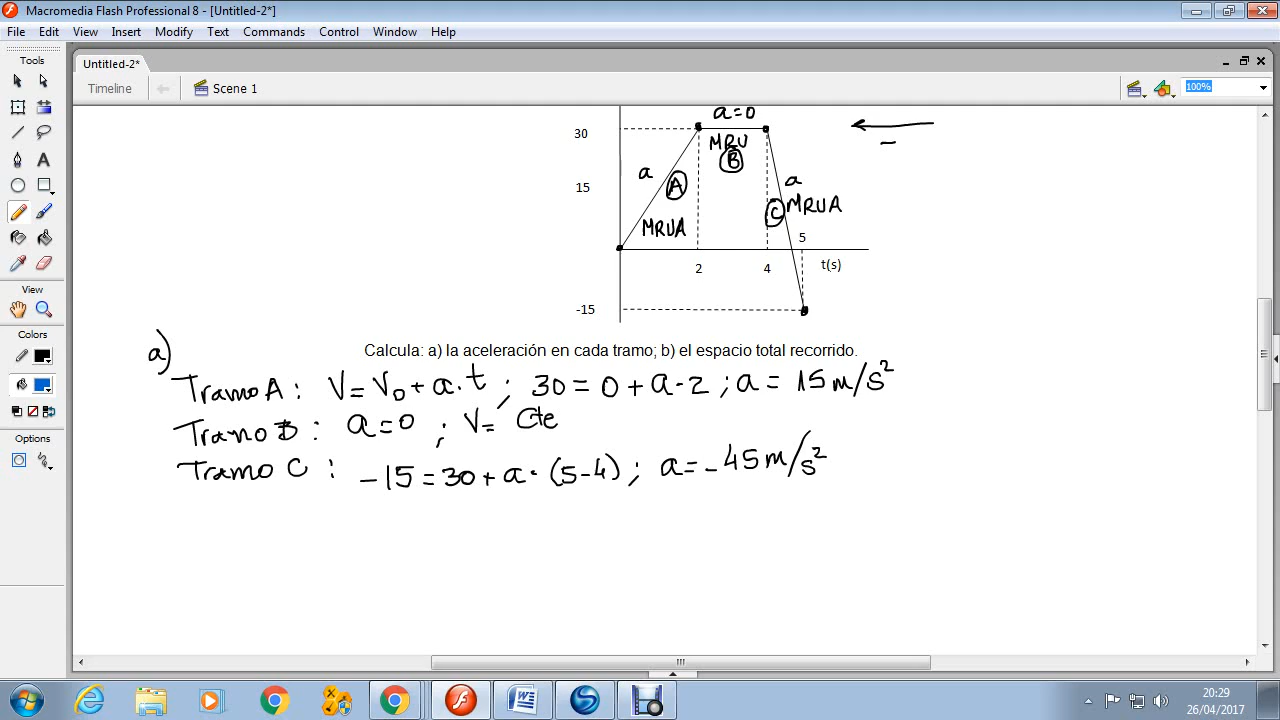 Macromedia Flash Professional 8 - [Untitled-2*]
File Edit View Insert Modify Text Commands Control Window Help
Tools
Untitled-2*
Timeline
Scene 1
100%
a=0
30
MRU
B
−
a
A
15
a
C
MRUA
MRUA
5
2
4
t(s)
-15
View
Colors
Options
a)
Calcula: a) la aceleración en cada tramo; b) el espacio total recorrido.
Tramo A : V = V₀ + a · t ; 30 = 0 + a · 2 ; a = 15 m/s²
Tramo B : a = 0 ; V = Cte
Tramo C : -15 = 30 + a · (5-4) ; a = -45 m/s²
20:29
26/04/2017